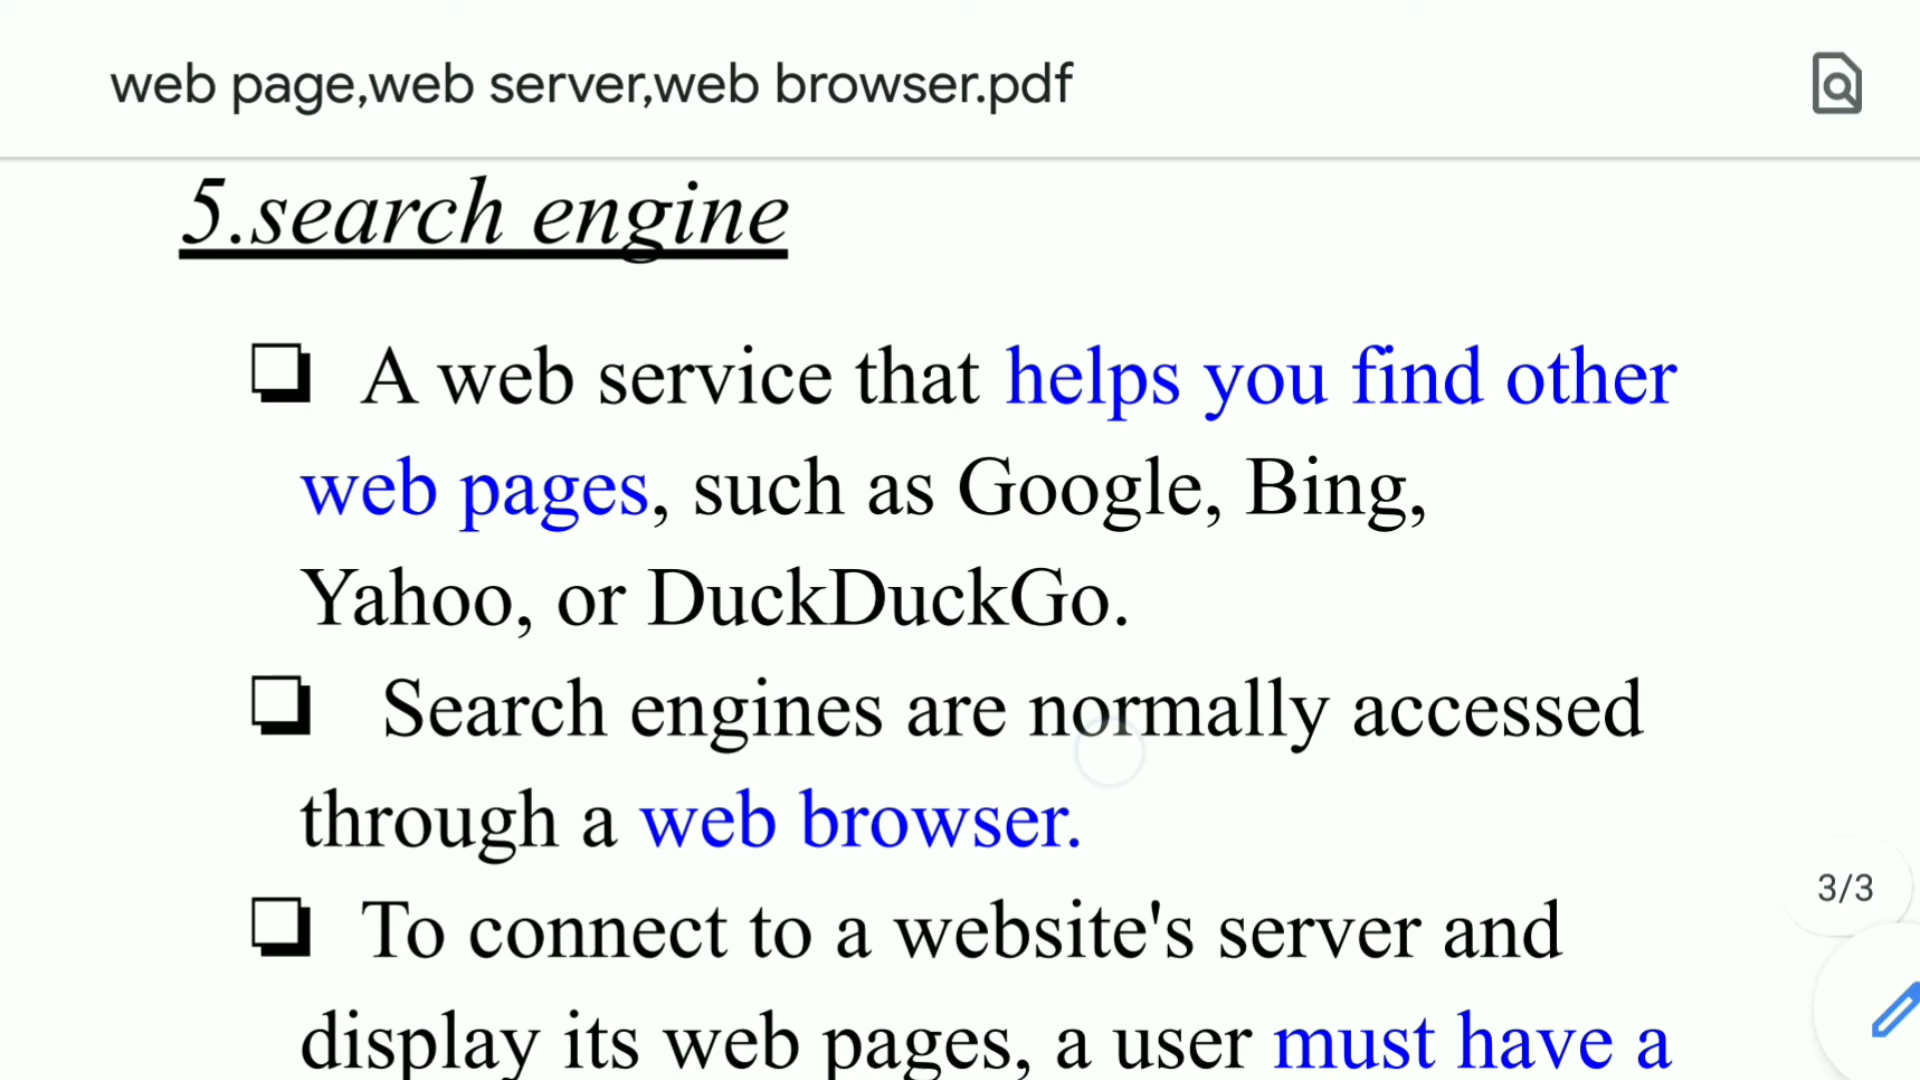 web page,web server,web browser.pdf
5.search engine
❏ A web service that helps you find other
web pages, such as Google, Bing,
Yahoo, or DuckDuckGo.
❏ Search engines are normally accessed
through a web browser.
❏ To connect to a website's server and
display its web pages, a user must have a
3/3